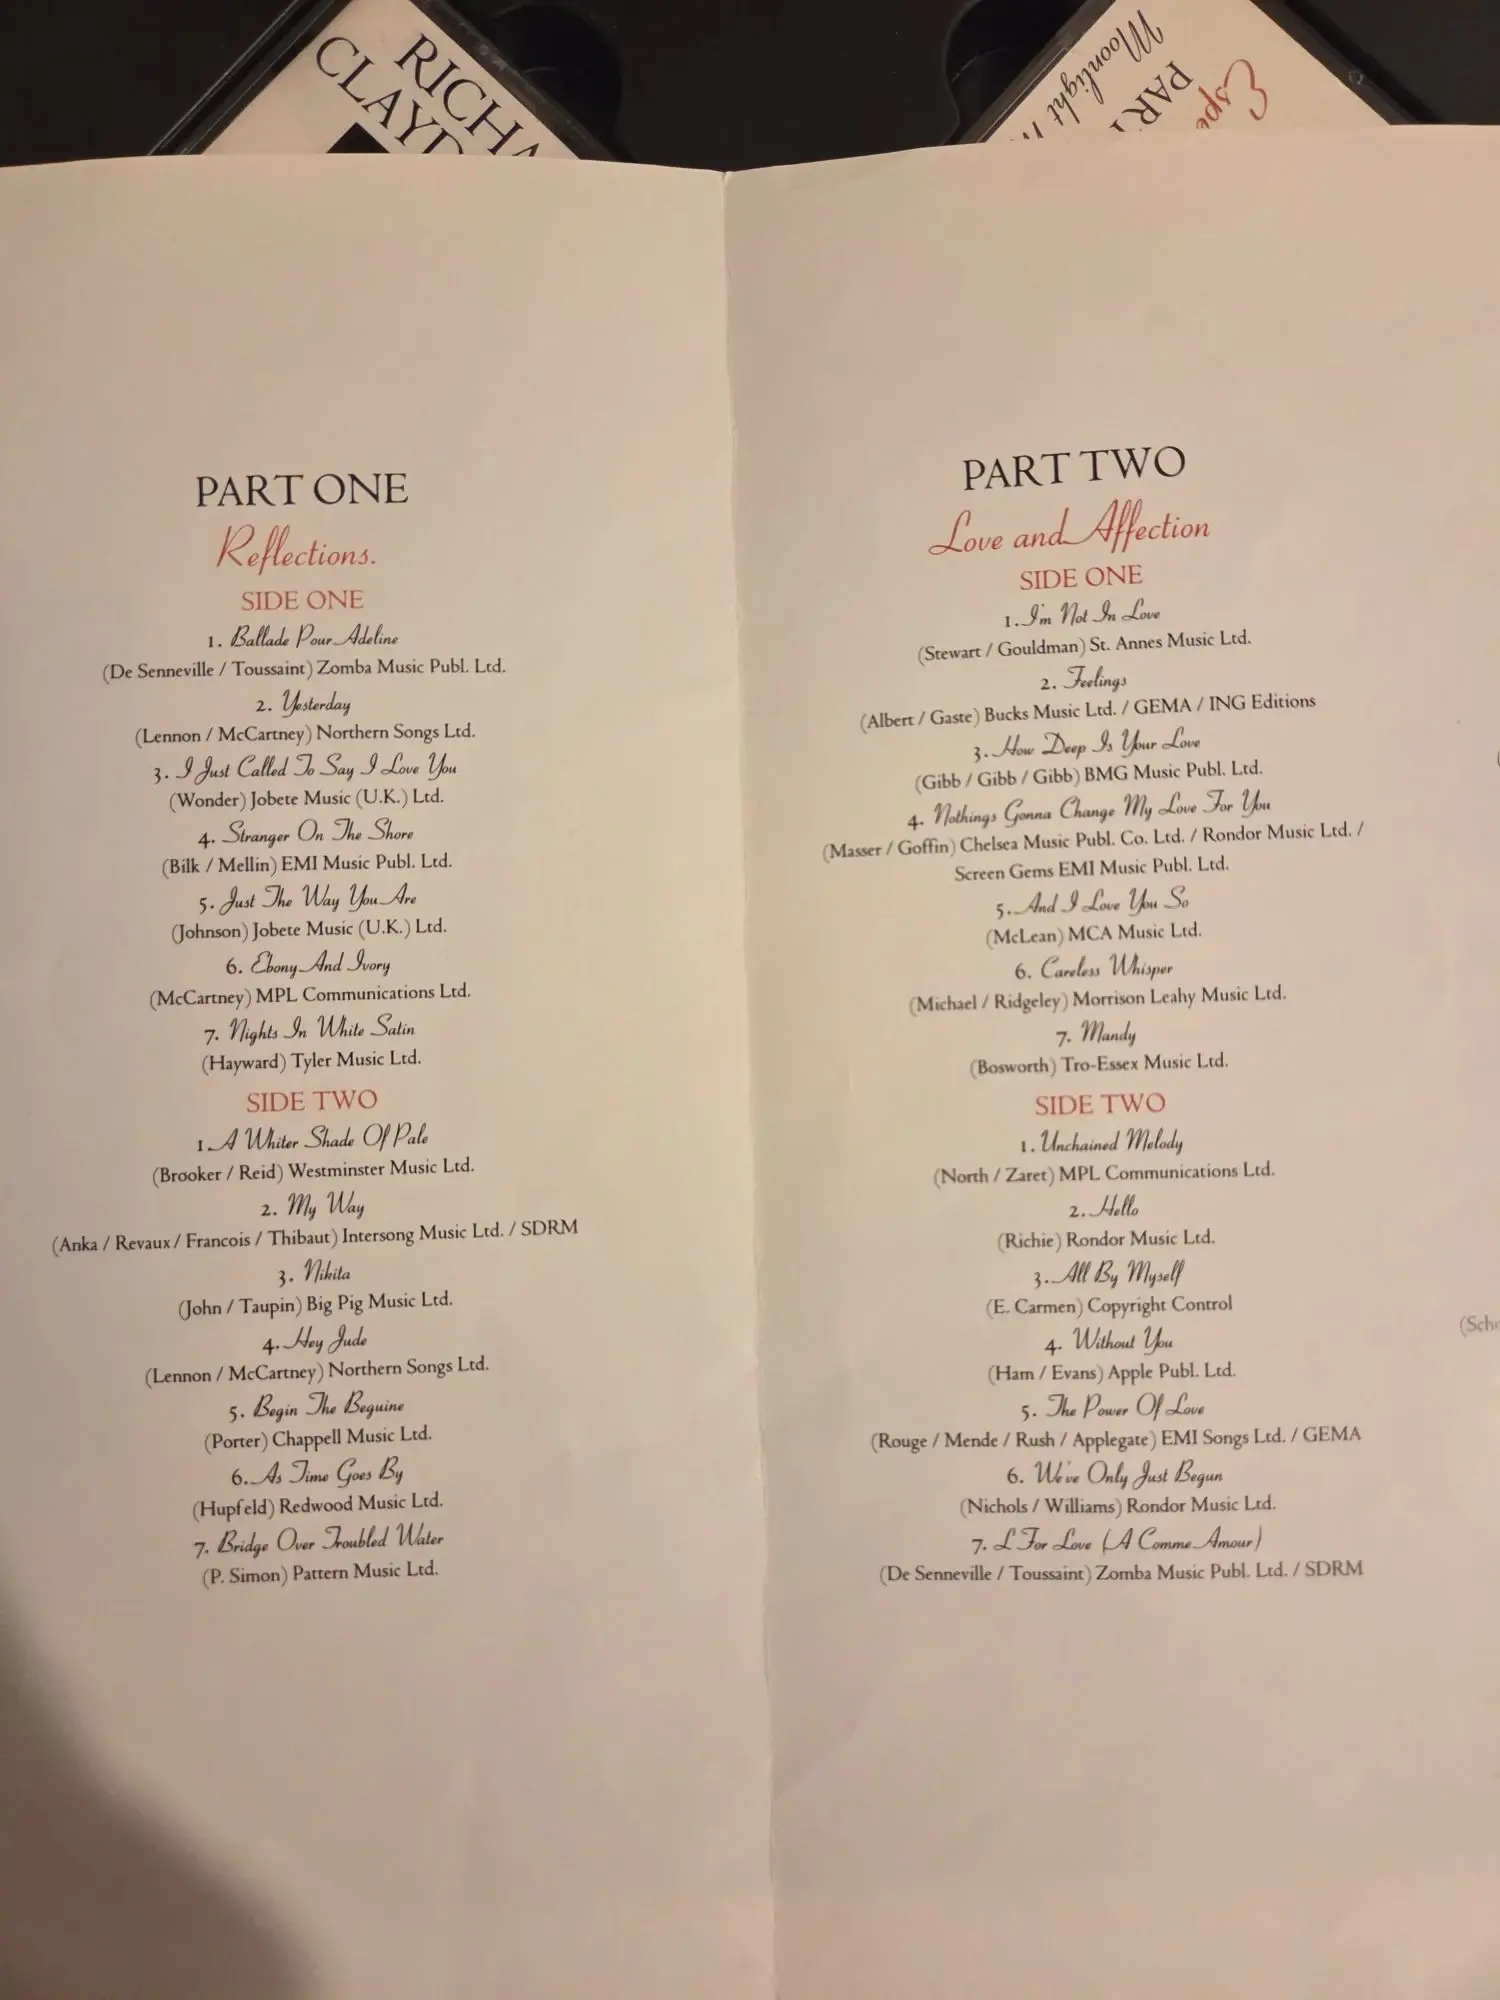 RICHA
CLAYD
Moonlight
PART
Espe
PART ONE
Reflections.
SIDE ONE
1. Ballade Pour Adeline
(De Senneville / Toussaint) Zomba Music Publ. Ltd.
2. Yesterday
(Lennon / McCartney) Northern Songs Ltd.
3. I Just Called To Say I Love You
(Wonder) Jobete Music (U.K.) Ltd.
4. Stranger On The Shore
(Bilk / Mellin) EMI Music Publ. Ltd.
5. Just The Way You Are
(Johnson) Jobete Music (U.K.) Ltd.
6. Ebony And Ivory
(McCartney) MPL Communications Ltd.
7. Nights In White Satin
(Hayward) Tyler Music Ltd.
SIDE TWO
1. A Whiter Shade Of Pale
(Brooker / Reid) Westminster Music Ltd.
2. My Way
(Anka / Revaux / Francois / Thibaut) Intersong Music Ltd. / SDRM
3. Nikita
(John / Taupin) Big Pig Music Ltd.
4. Hey Jude
(Lennon / McCartney) Northern Songs Ltd.
5. Begin The Beguine
(Porter) Chappell Music Ltd.
6. As Time Goes By
(Hupfeld) Redwood Music Ltd.
7. Bridge Over Troubled Water
(P. Simon) Pattern Music Ltd.
PART TWO
Love and Affection
SIDE ONE
1. I'm Not In Love
(Stewart / Gouldman) St. Annes Music Ltd.
2. Feelings
(Albert / Gaste) Bucks Music Ltd. / GEMA / ING Editions
3. How Deep Is Your Love
(Gibb / Gibb / Gibb) BMG Music Publ. Ltd.
4. Nothings Gonna Change My Love For You
(Masser / Goffin) Chelsea Music Publ. Co. Ltd. / Rondor Music Ltd. /
Screen Gems EMI Music Publ. Ltd.
5. And I Love You So
(McLean) MCA Music Ltd.
6. Careless Whisper
(Michael / Ridgeley) Morrison Leahy Music Ltd.
7. Mandy
(Bosworth) Tro-Essex Music Ltd.
SIDE TWO
1. Unchained Melody
(North / Zaret) MPL Communications Ltd.
2. Hello
(Richie) Rondor Music Ltd.
3. All By Myself
(E. Carmen) Copyright Control
4. Without You
(Ham / Evans) Apple Publ. Ltd.
5. The Power Of Love
(Rouge / Mende / Rush / Applegate) EMI Songs Ltd. / GEMA
6. We've Only Just Begun
(Nichols / Williams) Rondor Music Ltd.
7. L For Love (A Comme Amour)
(De Senneville / Toussaint) Zomba Music Publ. Ltd. / SDRM
(Sch